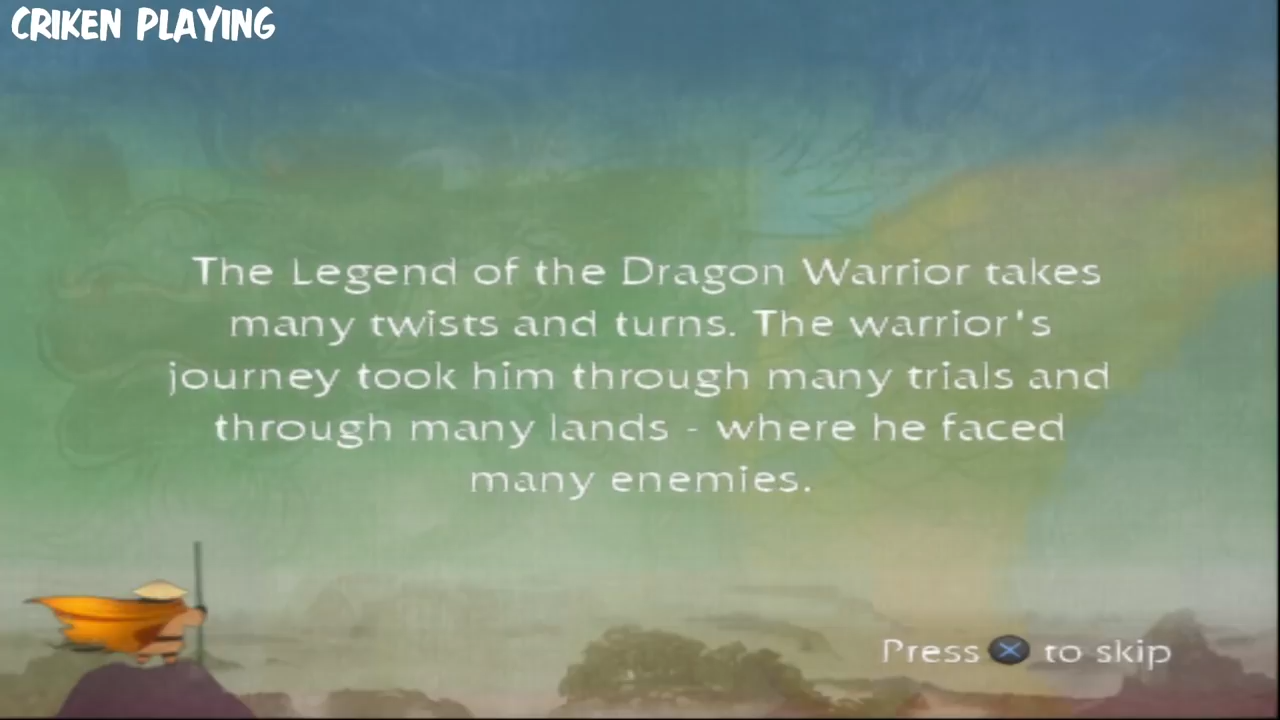 CRIKEN PLAYING
The Legend of the Dragon Warrior takes
many twists and turns. The warrior's
journey took him through many trials and
through many lands - where he faced
many enemies.
Press X to skip